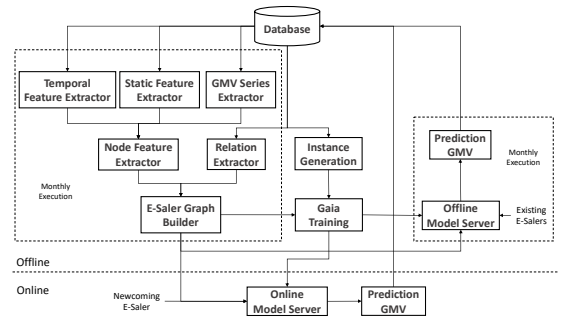 Database
Temporal
Feature Extractor
Static Feature
Extractor
GMV Series
Extractor
Node Feature
Extractor
Relation
Extractor
Instance
Generation
Prediction
GMV
Monthly
Execution
Monthly
Execution
E-Saler Graph
Builder
Gaia
Training
Offline
Model Server
Existing
E-Salers
Offline
Online
Newcoming
E-Saler
Online
Model Server
Prediction
GMV